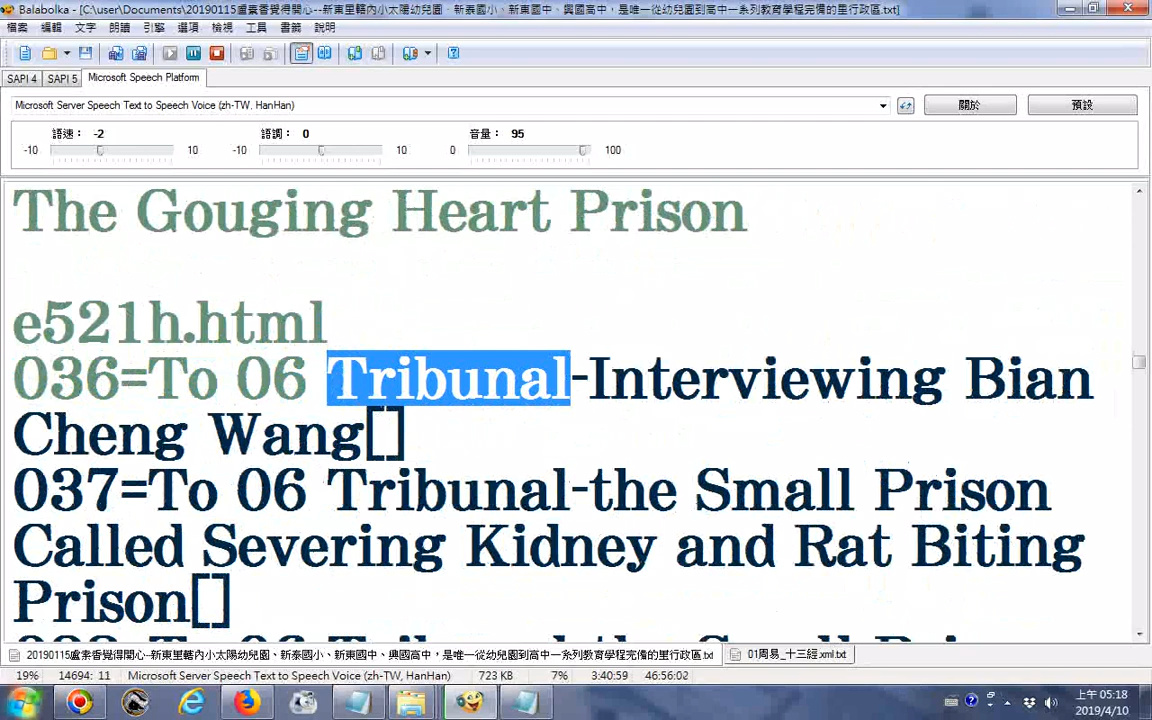 Balabolka - [C:\user\Documents\20190115盧素香覺得開心--新東里轄內小太陽幼兒園、新泰國小、新東國中、興國高中，是唯一從幼兒園到高中一系列教育學程完備的里行政區.txt]
檔案 編輯 文字 朗讀 引擎 選項 檢視 工具 書籤 說明
SAPI 4 SAPI 5 Microsoft Speech Platform
Microsoft Server Speech Text to Speech Voice (zh-TW, HanHan) 關於 預設
語速： -2 語調： 0 音量： 95
-10 10 -10 10 0 100
The Gouging Heart Prison
e521h.html
036=To 06 Tribunal-Interviewing Bian
Cheng Wang[]
037=To 06 Tribunal-the Small Prison
Called Severing Kidney and Rat Biting
Prison[]
20190115盧素香覺得開心--新東里轄內小太陽幼兒園、新泰國小、新東國中、興國高中，是唯一從幼兒園到高中一系列教育學程完備的里行政區.txt 01周易_十三經.xml.txt
19% 14694: 11 Microsoft Server Speech Text to Speech Voice (zh-TW, HanHan) 723 KB 7% 3:40:59 46:56:02
上午 05:18
2019/4/10